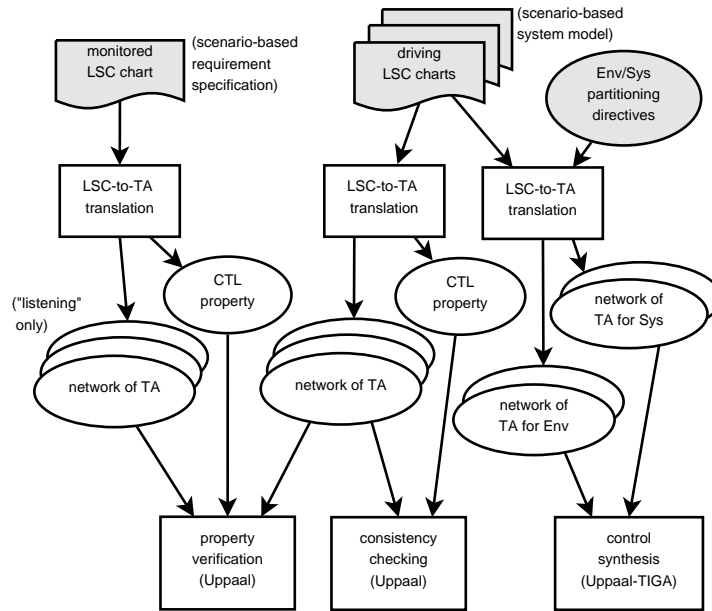 monitored
LSC chart
(scenario-based
requirement
specification)
driving
LSC charts
(scenario-based
system model)
Env/Sys
partitioning
directives
LSC-to-TA
translation
LSC-to-TA
translation
LSC-to-TA
translation
CTL
property
CTL
property
("listening"
only)
network of
TA for Sys
network of TA
network of TA
network of
TA for Env
property
verification
(Uppaal)
consistency
checking
(Uppaal)
control
synthesis
(Uppaal-TIGA)